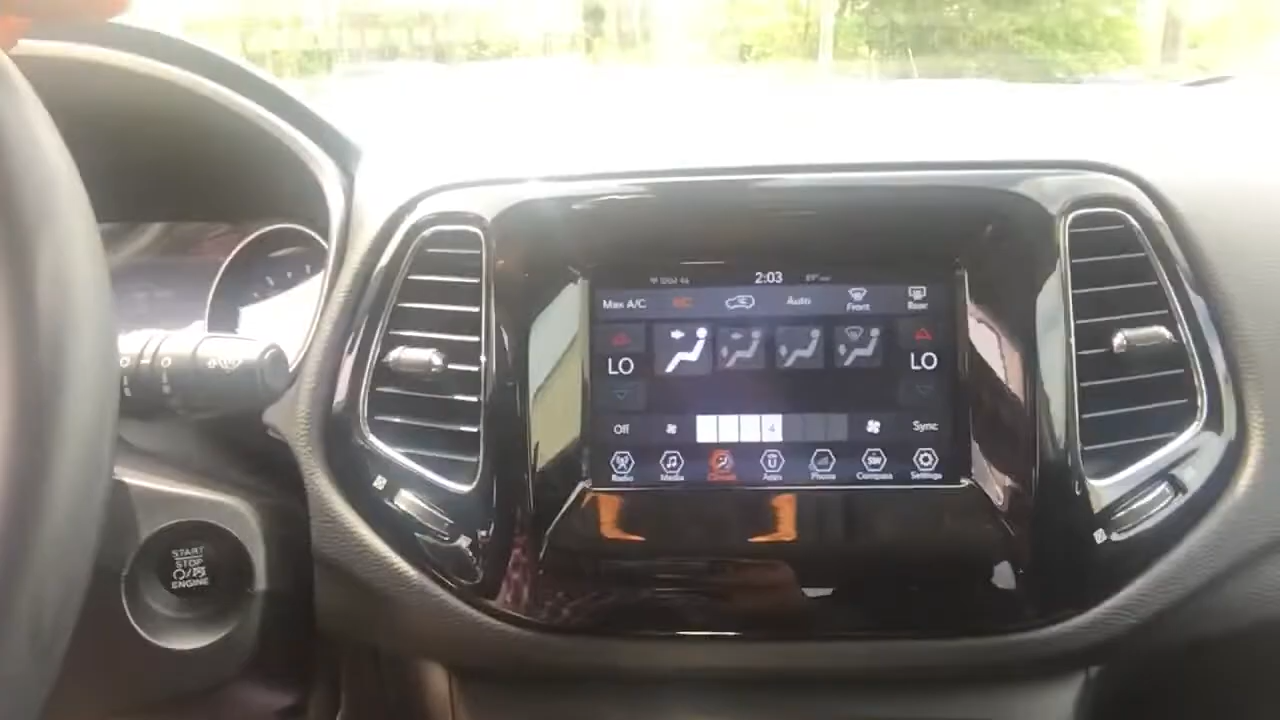 2:03
Max A/C A/C Auto Front Rear
LO LO
Off 4 Sync
Radio Media Climate Apps Phone Compass Settings
START
STOP
ENGINE